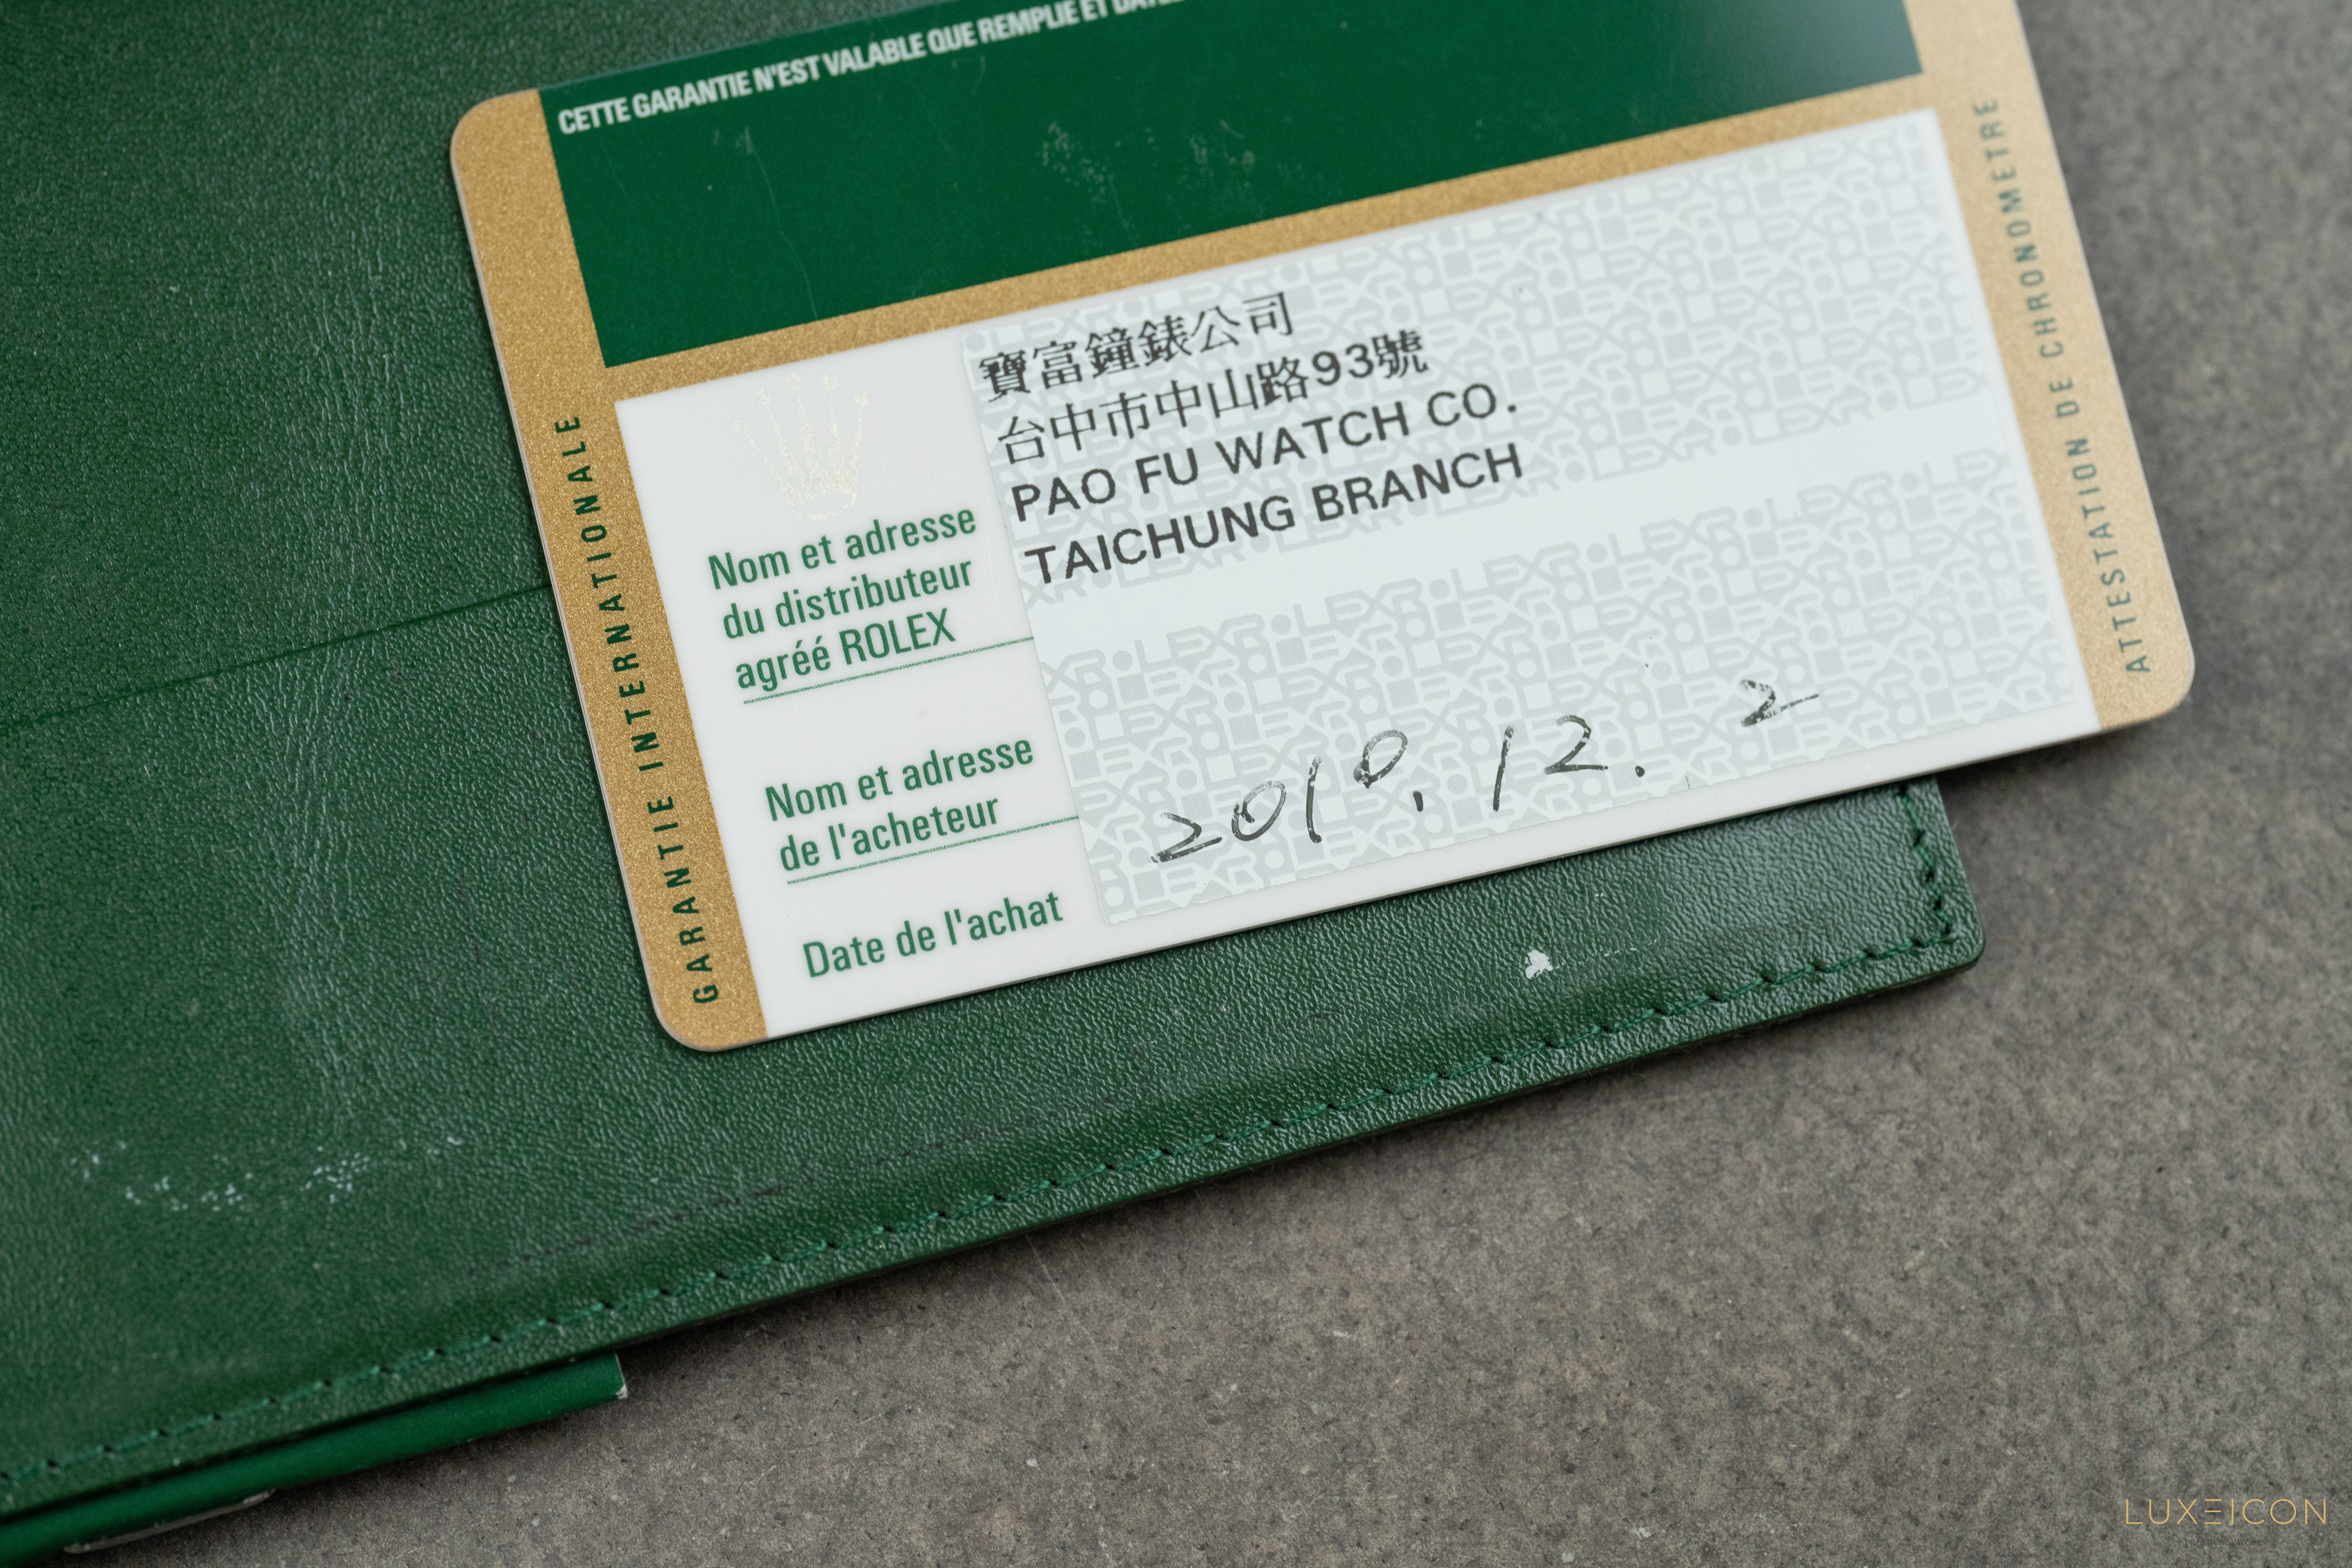 CETTE GARANTIE N'EST VALABLE QUE REMPLIE ET
GARANTIE INTERNATIONALE
ATTESTATION DE CHRONOMETRE
寶富鐘錶公司
台中市中山路93號
PAO FU WATCH CO.
TAICHUNG BRANCH
Nom et adresse
du distributeur
agréé ROLEX
Nom et adresse
de l'acheteur
Date de l'achat
2010. 12. 2
LUXEICON